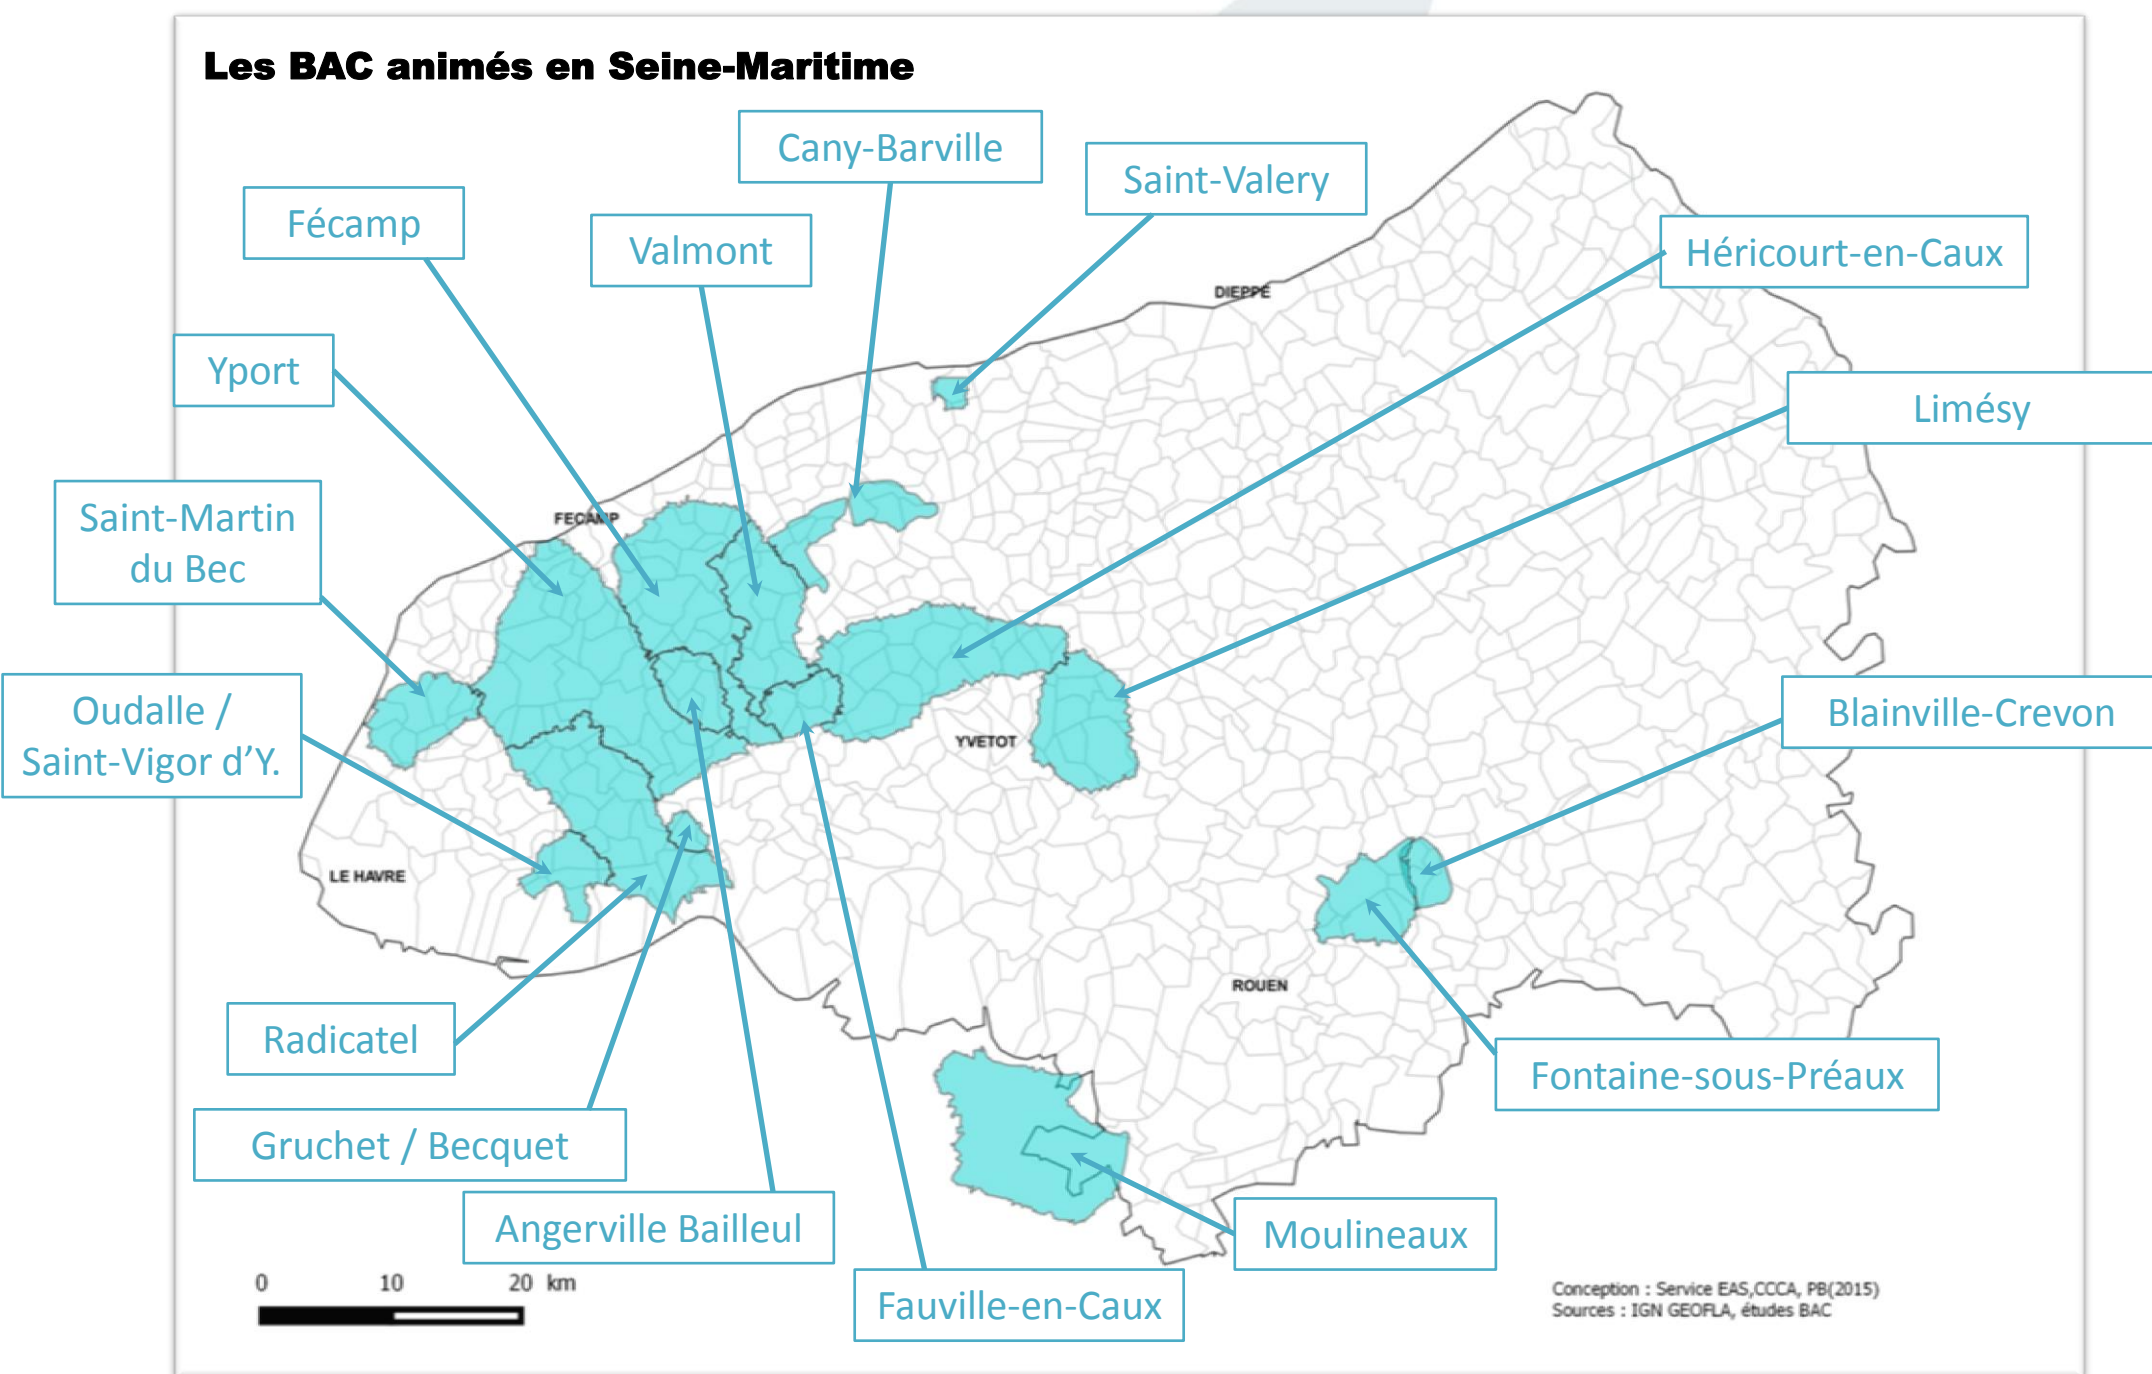 Les BAC animés en Seine-Maritime
Cany-Barville
Saint-Valery
Fécamp
Valmont
Héricourt-en-Caux
DIEPPE
Yport
Limésy
Saint-Martin
du Bec
FECAMP
Oudalle /
Saint-Vigor d'Y.
Blainville-Crevon
YVETOT
LE HAVRE
ROUEN
Radicatel
Fontaine-sous-Préaux
Gruchet / Becquet
Angerville Bailleul
Moulineaux
Fauville-en-Caux
0 10 20 km
Conception : Service EAS,CCCA, PB(2015)
Sources : IGN GEOFLA, études BAC